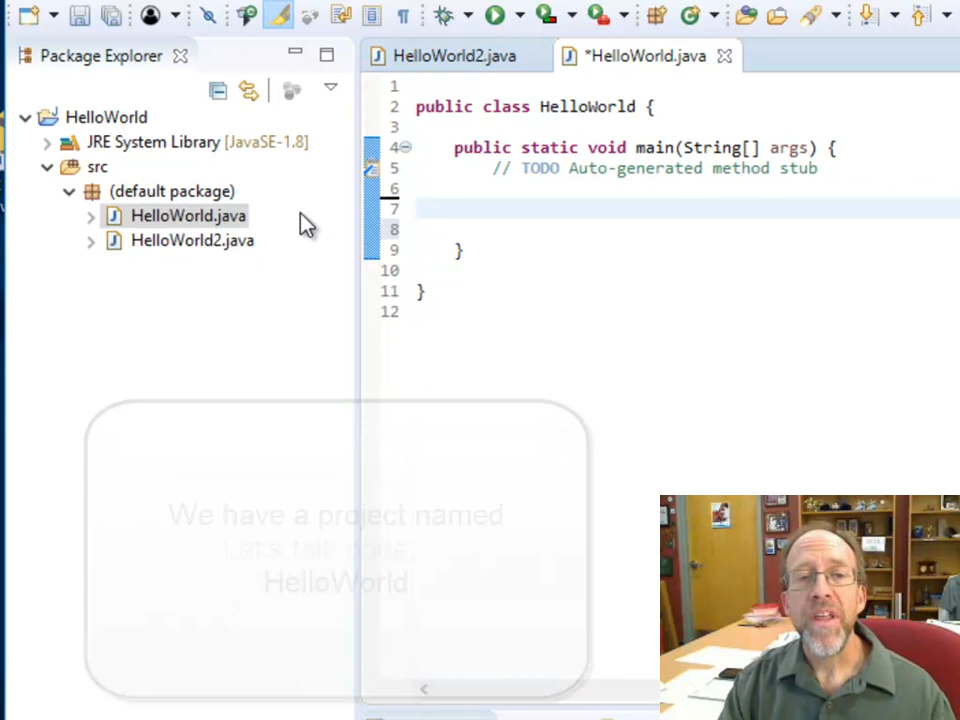 Package Explorer
HelloWorld2.java
*HelloWorld.java
HelloWorld
JRE System Library [JavaSE-1.8]
src
(default package)
HelloWorld.java
HelloWorld2.java
1
2 public class HelloWorld {
3
4 public static void main(String[] args) {
5 // TODO Auto-generated method stub
6
7
8
9 }
10
11 }
12
We have a project named
Let's talk
HelloWorld